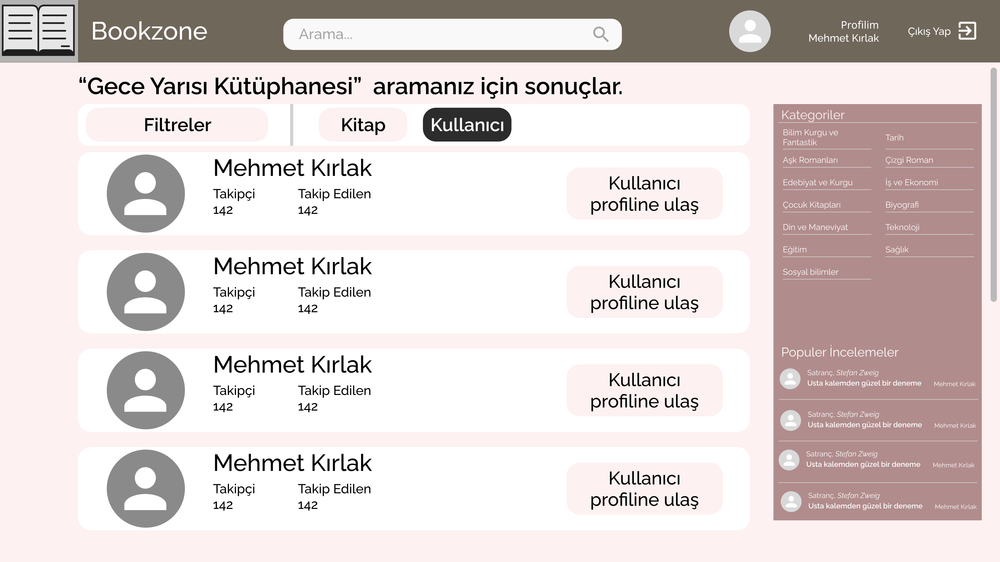 Bookzone
Arama...
Profilim
Mehmet Kırlak
Çıkış Yap
“Gece Yarısı Kütüphanesi” aramanız için sonuçlar.
Filtreler
Kitap
Kullanıcı
Mehmet Kırlak
Takipçi
Takip Edilen
142
142
Kullanıcı
profiline ulaş
Mehmet Kırlak
Takipçi
Takip Edilen
142
142
Kullanıcı
profiline ulaş
Mehmet Kırlak
Takipçi
Takip Edilen
142
142
Kullanıcı
profiline ulaş
Mehmet Kırlak
Takipçi
Takip Edilen
142
142
Kullanıcı
profiline ulaş
Kategoriler
Bilim Kurgu ve
Fantastik
Tarih
Aşk Romanları
Çizgi Roman
Edebiyat ve Kurgu
İş ve Ekonomi
Çocuk Kitapları
Biyografi
Din ve Maneviyat
Teknoloji
Eğitim
Sağlık
Sosyal bilimler
Populer İncelemeler
Satranç, Stefan Zweig
Usta kalemden güzel bir deneme
Mehmet Kırlak
Satranç, Stefan Zweig
Usta kalemden güzel bir deneme
Mehmet Kırlak
Satranç, Stefan Zweig
Usta kalemden güzel bir deneme
Mehmet Kırlak
Satranç, Stefan Zweig
Usta kalemden güzel bir deneme
Mehmet Kırlak